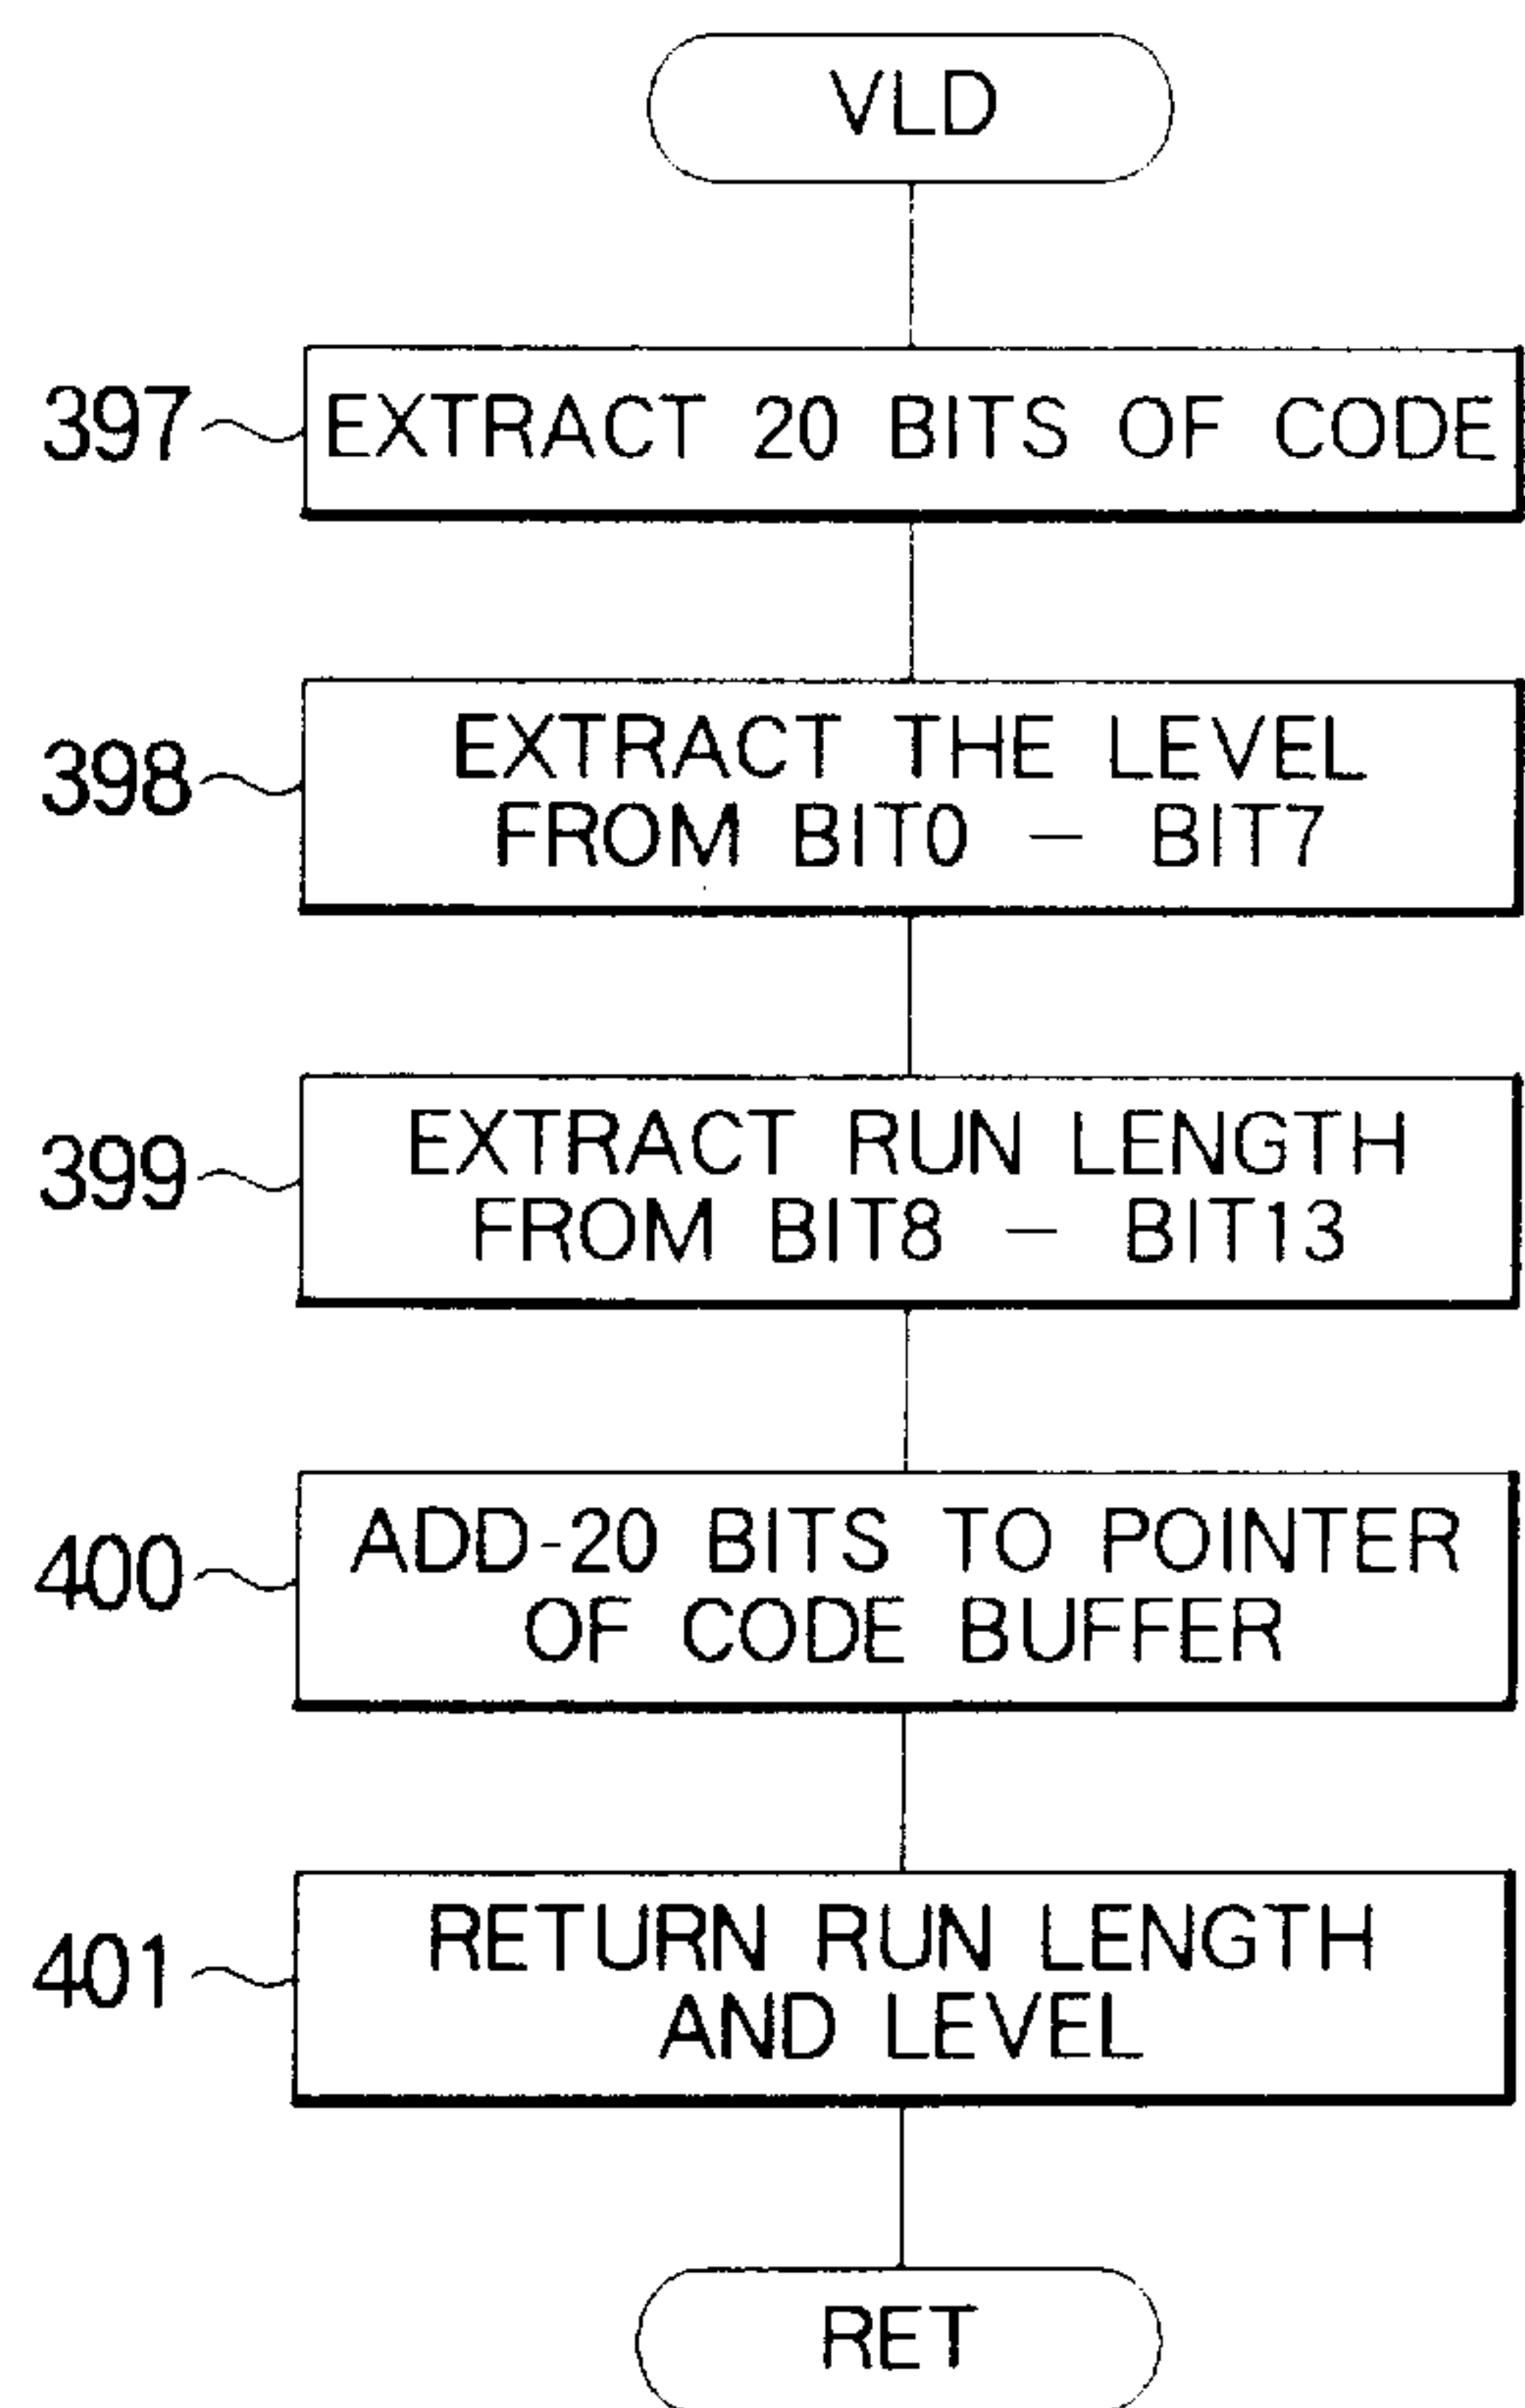 VLD
397 EXTRACT 20 BITS OF CODE
398 EXTRACT THE LEVEL
FROM BIT0 — BIT7
399 EXTRACT RUN LENGTH
FROM BIT8 — BIT13
400 ADD-20 BITS TO POINTER
OF CODE BUFFER
401 RETURN RUN LENGTH
AND LEVEL
RET